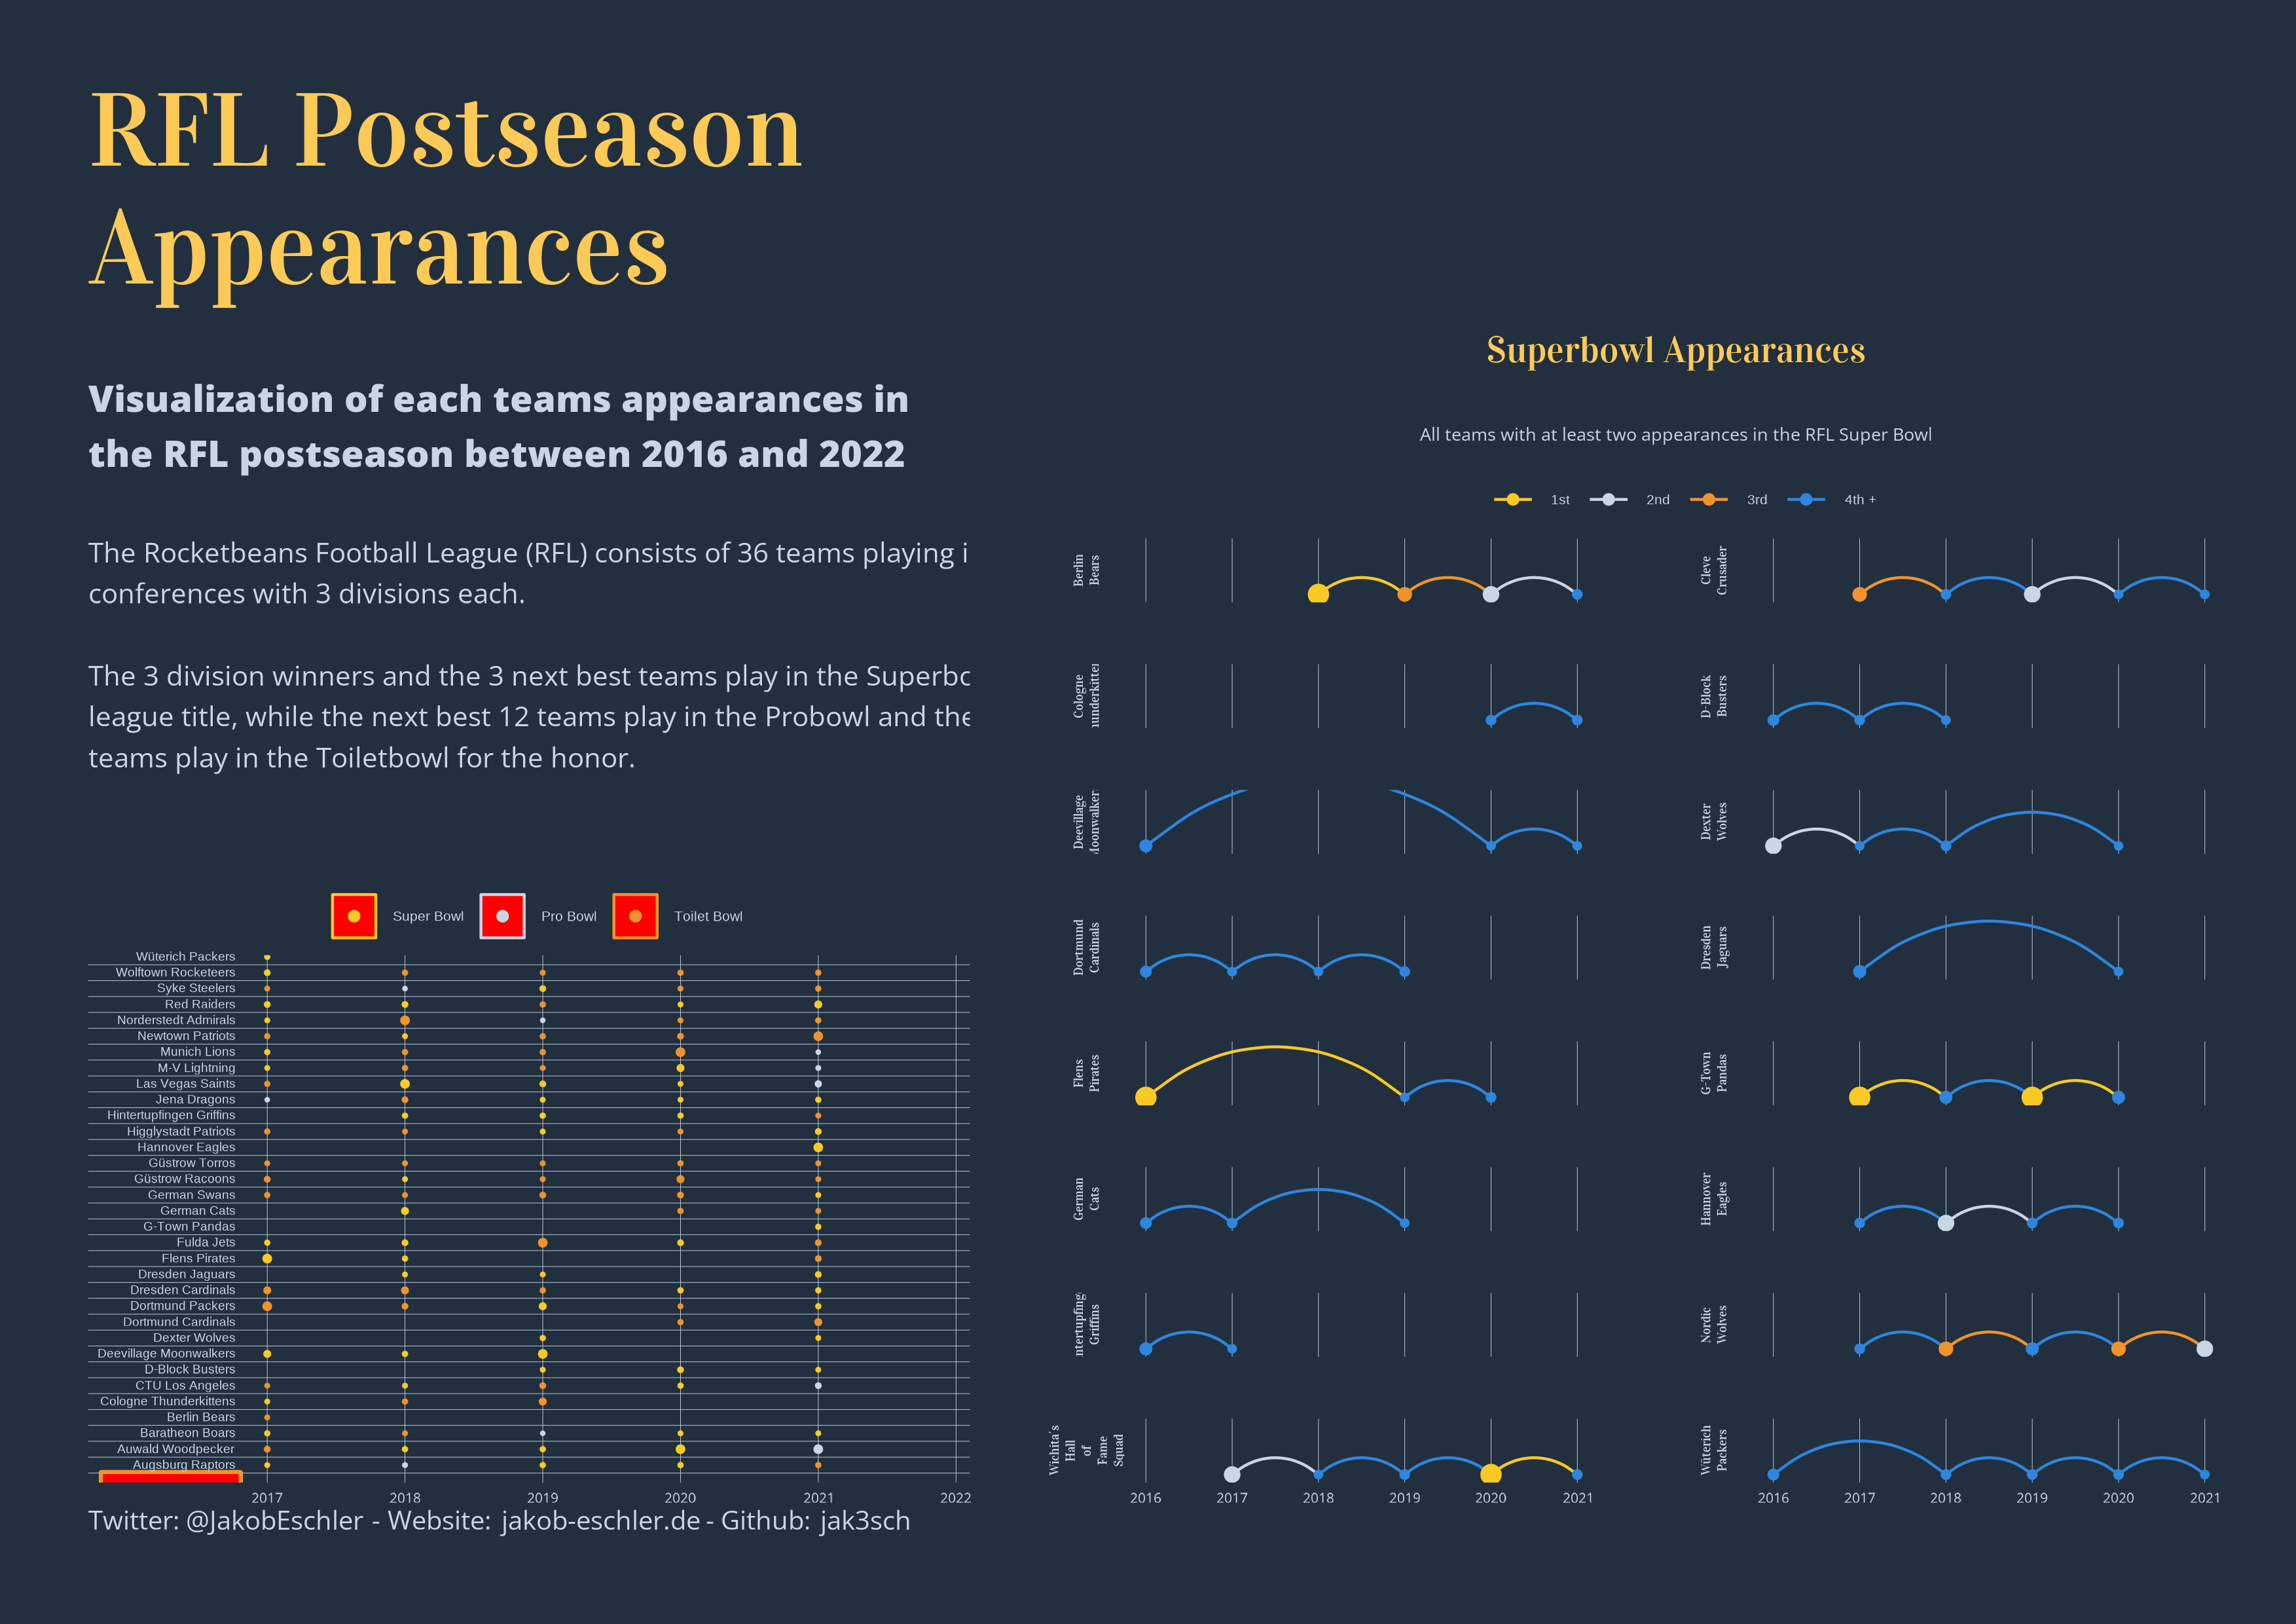 RFL Postseason
Appearances
Visualization of each teams appearances in
the RFL postseason between 2016 and 2022
The Rocketbeans Football League (RFL) consists of 36 teams playing i
conferences with 3 divisions each.
The 3 division winners and the 3 next best teams play in the Superbo
league title, while the next best 12 teams play in the Probowl and the
teams play in the Toiletbowl for the honor.
Super Bowl Pro Bowl Toilet Bowl
Wüterich Packers
Wolftown Rocketeers
Syke Steelers
Red Raiders
Norderstedt Admirals
Newtown Patriots
Munich Lions
M-V Lightning
Las Vegas Saints
Jena Dragons
Hintertupfingen Griffins
Higglystadt Patriots
Hannover Eagles
Güstrow Torros
Güstrow Racoons
German Swans
German Cats
G-Town Pandas
Fulda Jets
Flens Pirates
Dresden Jaguars
Dresden Cardinals
Dortmund Packers
Dortmund Cardinals
Dexter Wolves
Deevillage Moonwalkers
D-Block Busters
CTU Los Angeles
Cologne Thunderkittens
Berlin Bears
Baratheon Boars
Auwald Woodpecker
Augsburg Raptors
2017 2018 2019 2020 2021 2022
Twitter: @JakobEschler - Website: jakob-eschler.de - Github: jak3sch
Superbowl Appearances
All teams with at least two appearances in the RFL Super Bowl
1st 2nd 3rd 4th +
Berlin
Bears
Cleve
Crusader
Cologne
hunderkitten
D-Block
Busters
Deevillage
Moonwalker
Dexter
Wolves
Dortmund
Cardinals
Dresden
Jaguars
Flens
Pirates
G-Town
Pandas
German
Cats
Hannover
Eagles
ntertupfing
Griffins
Nordic
Wolves
Wichita´s
Hall
of
Fame
Squad
Wüterich
Packers
2016 2017 2018 2019 2020 2021
2016 2017 2018 2019 2020 2021